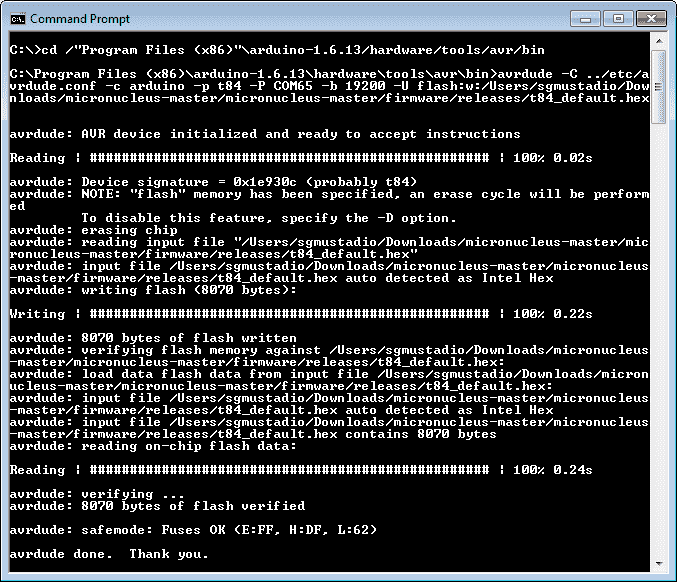 Command Prompt
C:\>cd /"Program Files (x86)"\arduino-1.6.13/hardware/tools/avr/bin
C:\Program Files (x86)\arduino-1.6.13\hardware\tools\avr\bin>avrdude -C ../etc/a
vrdude.conf -c arduino -p t84 -P COM65 -b 19200 -U flash:w:/Users/sgmustadio/Dow
nloads/micronucleus-master/micronucleus-master/firmware/releases/t84_default.hex
avrdude: AVR device initialized and ready to accept instructions
Reading | ################################################## | 100% 0.02s
avrdude: Device signature = 0x1e930c (probably t84)
avrdude: NOTE: "flash" memory has been specified, an erase cycle will be perform
ed
To disable this feature, specify the -D option.
avrdude: erasing chip
avrdude: reading input file "/Users/sgmustadio/Downloads/micronucleus-master/mic
ronucleus-master/firmware/releases/t84_default.hex"
avrdude: input file /Users/sgmustadio/Downloads/micronucleus-master/micronucleus
-master/firmware/releases/t84_default.hex auto detected as Intel Hex
avrdude: writing flash (8070 bytes):
Writing | ################################################## | 100% 0.22s
avrdude: 8070 bytes of flash written
avrdude: verifying flash memory against /Users/sgmustadio/Downloads/micronucleus
-master/micronucleus-master/firmware/releases/t84_default.hex:
avrdude: load data flash data from input file /Users/sgmustadio/Downloads/micron
ucleus-master/micronucleus-master/firmware/releases/t84_default.hex:
avrdude: input file /Users/sgmustadio/Downloads/micronucleus-master/micronucleus
-master/firmware/releases/t84_default.hex auto detected as Intel Hex
avrdude: input file /Users/sgmustadio/Downloads/micronucleus-master/micronucleus
-master/firmware/releases/t84_default.hex contains 8070 bytes
avrdude: reading on-chip flash data:
Reading | ################################################## | 100% 0.24s
avrdude: verifying ...
avrdude: 8070 bytes of flash verified
avrdude: safemode: Fuses OK (E:FF, H:DF, L:62)
avrdude done.  Thank you.